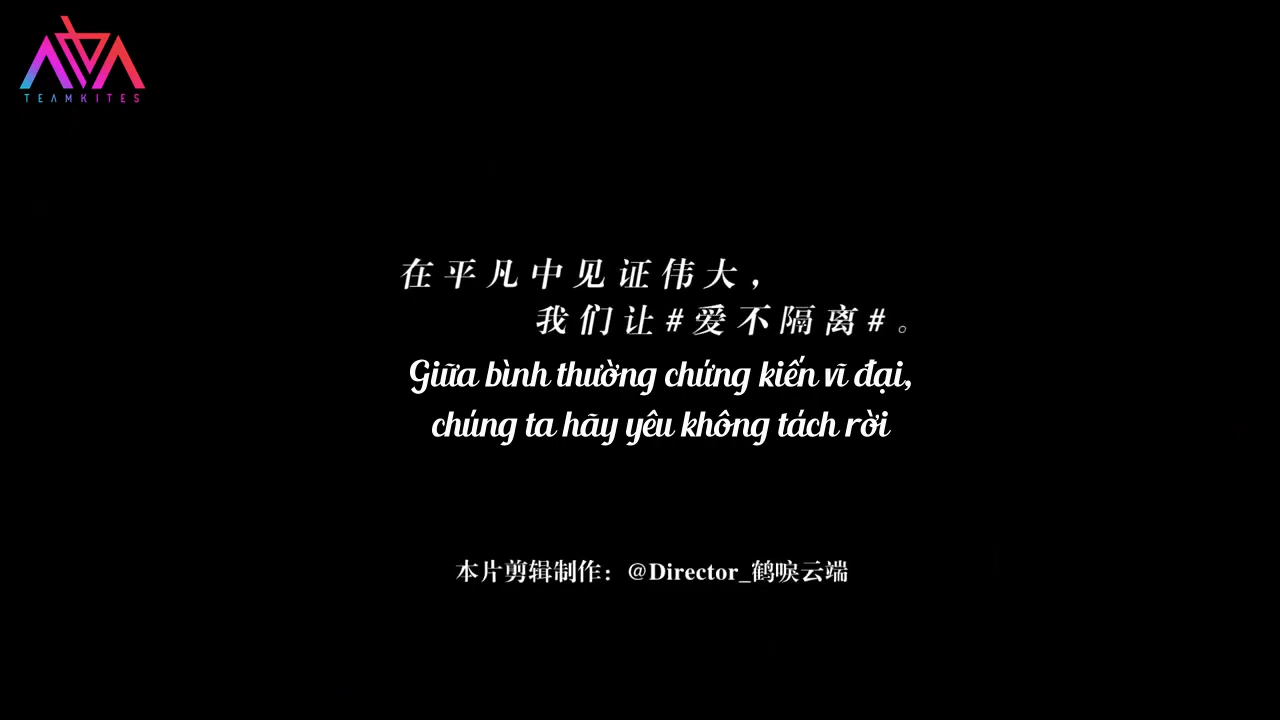 TEAMKITES
在平凡中见证伟大，
我们让#爱不隔离#。
Giữa bình thường chứng kiến vĩ đại,
chúng ta hãy yêu không tách rời
本片剪辑制作：@Director_鹤唳云端